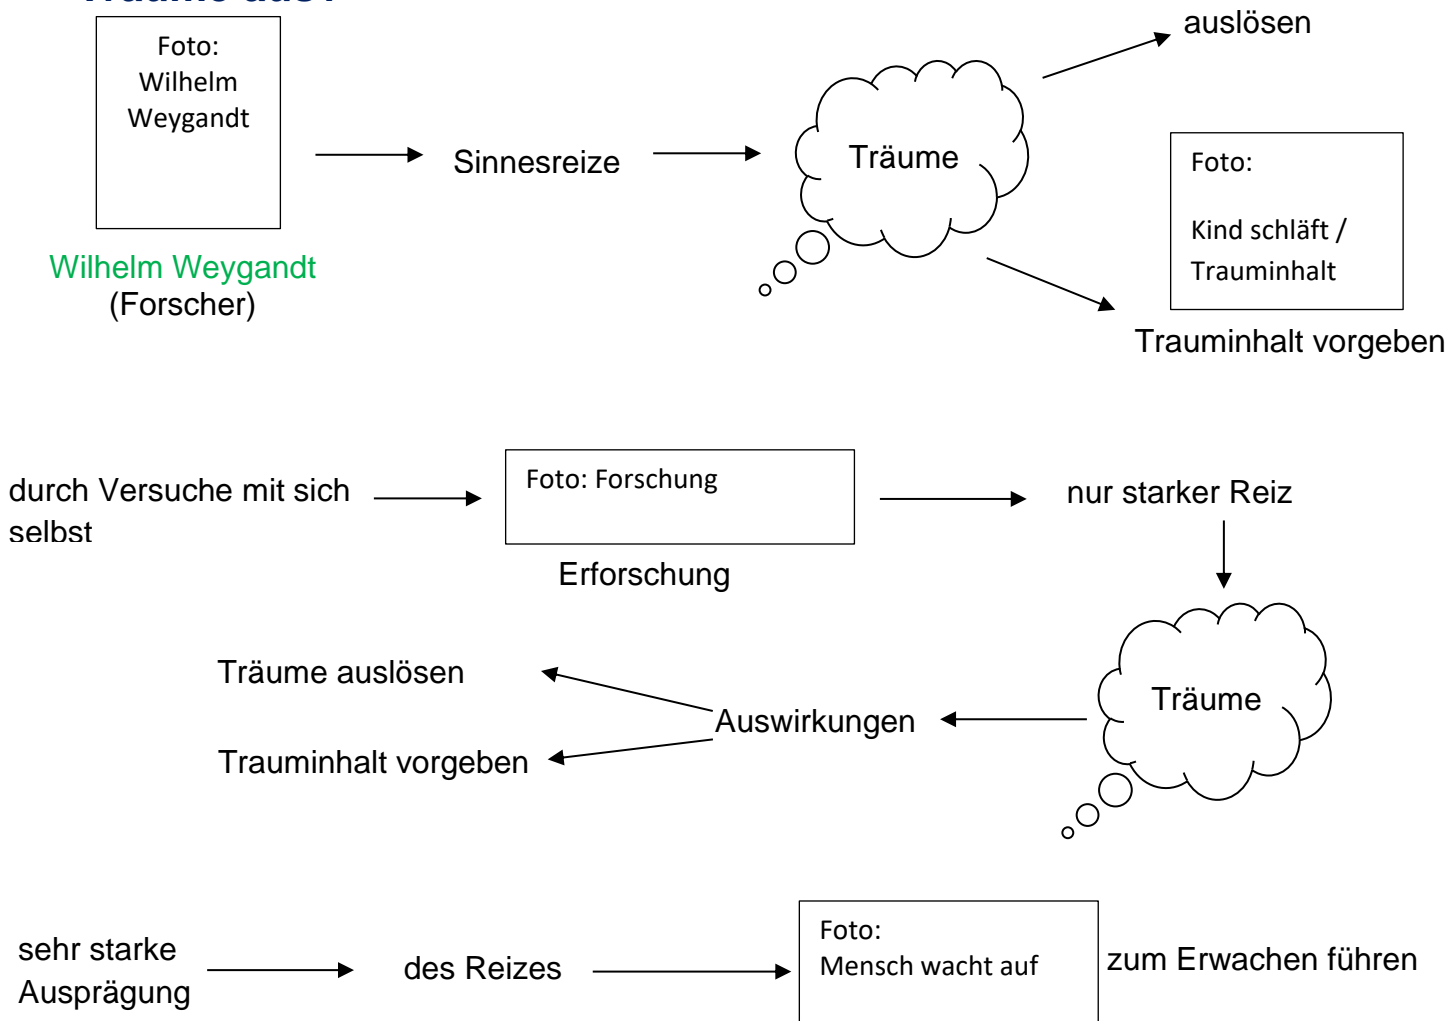 Träume aus?
Foto:
Wilhelm
Weygandt
Wilhelm Weygandt
(Forscher)
Sinnesreize
Träume
auslösen
Foto:
Kind schläft /
Trauminhalt
Trauminhalt vorgeben
durch Versuche mit sich
selbst
Foto: Forschung
Erforschung
nur starker Reiz
Träume
Auswirkungen
Träume auslösen
Trauminhalt vorgeben
sehr starke
Ausprägung
des Reizes
Foto:
Mensch wacht auf
zum Erwachen führen